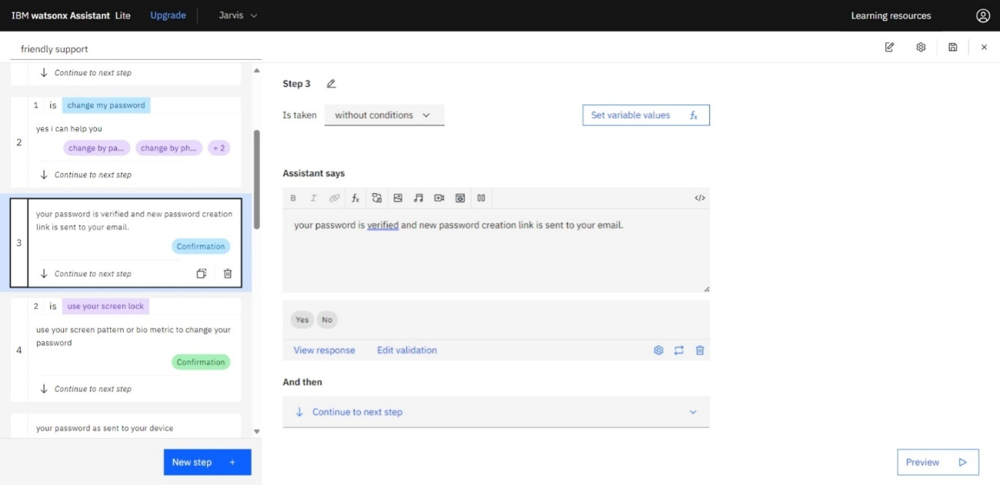 IBM watsonx Assistant Lite Upgrade Jarvis Learning resources
friendly support
Continue to next step
1 is change my password
2
yes i can help you
change by pa... change by ph... + 2
Continue to next step
3
your password is verified and new password creation
link is sent to your email.
Confirmation
Continue to next step
2 is use your screen lock
4
use your screen pattern or bio metric to change your
password
Confirmation
Continue to next step
your password as sent to your device
New step +
Step 3
Is taken without conditions Set variable values fx
Assistant says
B I fx </>
your password is verified and new password creation link is sent to your email.
Yes No
View response Edit validation
And then
Continue to next step
Preview